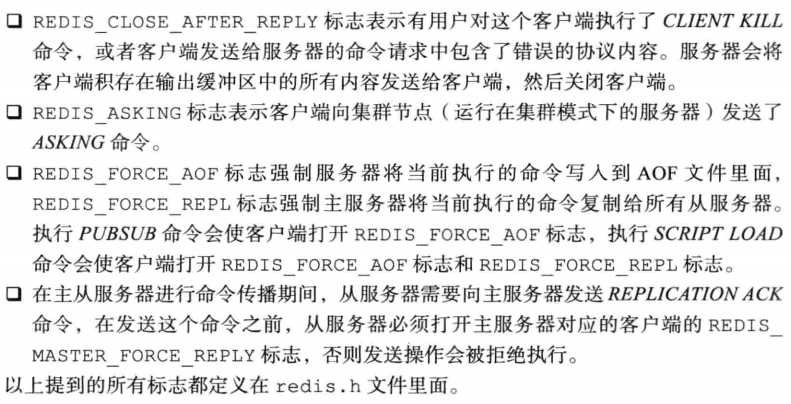 ❑ REDIS_CLOSE_AFTER_REPLY 标志表示有用户对这个客户端执行了 CLIENT KILL
命令，或者客户端发送给服务器的命令请求中包含了错误的协议内容。服务器会将
客户端积存在输出缓冲区中的所有内容发送给客户端，然后关闭客户端。
❑ REDIS_ASKING 标志表示客户端向集群节点（运行在集群模式下的服务器）发送了
ASKING 命令。
❑ REDIS_FORCE_AOF 标志强制服务器将当前执行的命令写入到 AOF 文件里面，
REDIS_FORCE_REPL 标志强制主服务器将当前执行的命令复制给所有从服务器。
执行 PUBSUB 命令会使客户端打开 REDIS_FORCE_AOF 标志，执行 SCRIPT LOAD
命令会使客户端打开 REDIS_FORCE_AOF 标志和 REDIS_FORCE_REPL 标志。
❑ 在主从服务器进行命令传播期间，从服务器需要向主服务器发送 REPLICATION ACK
命令，在发送这个命令之前，从服务器必须打开主服务器对应的客户端的 REDIS_
MASTER_FORCE_REPLY 标志，否则发送操作会被拒绝执行。
以上提到的所有标志都定义在 redis.h 文件里面。